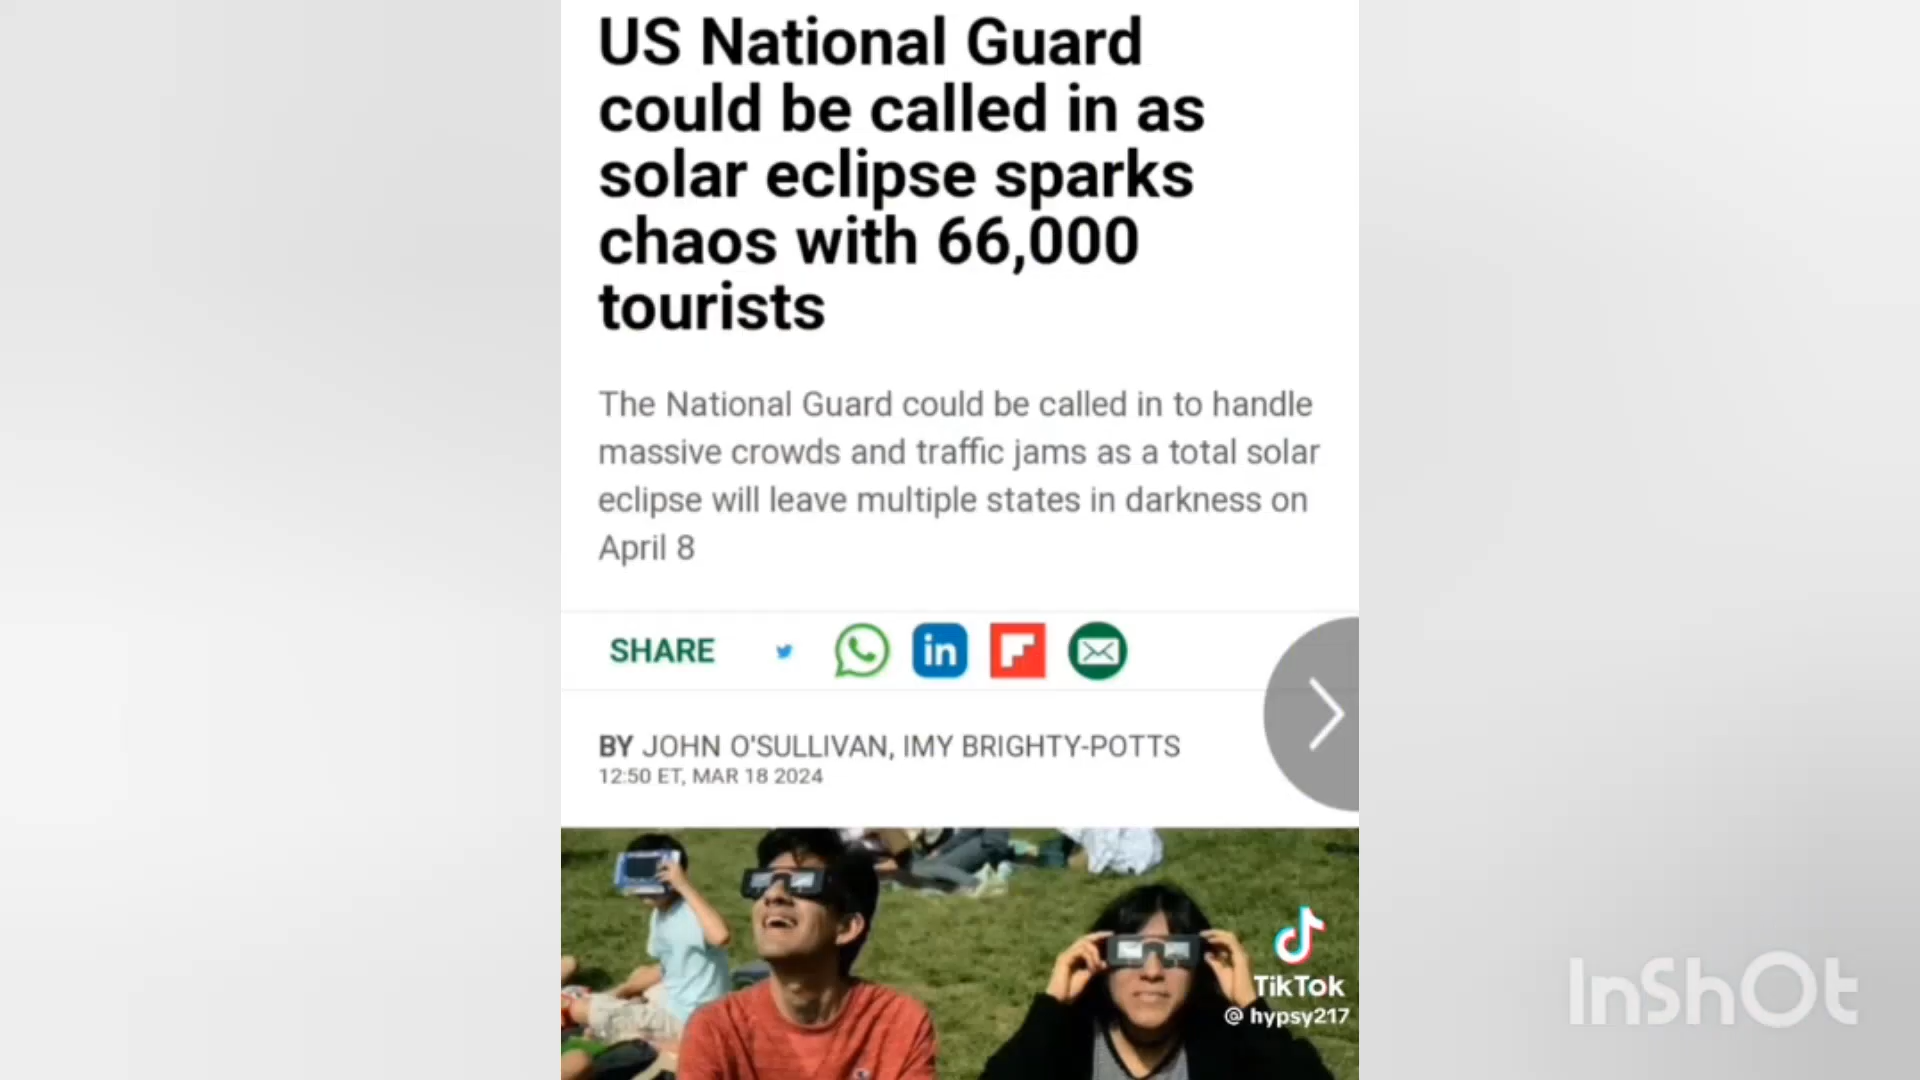 US National Guard
could be called in as
solar eclipse sparks
chaos with 66,000
tourists
The National Guard could be called in to handle
massive crowds and traffic jams as a total solar
eclipse will leave multiple states in darkness on
April 8
SHARE
in
BY JOHN O'SULLIVAN, IMY BRIGHTY-POTTS
12:50 ET, MAR 18 2024
TikTok
@ hypsy217
InShOt